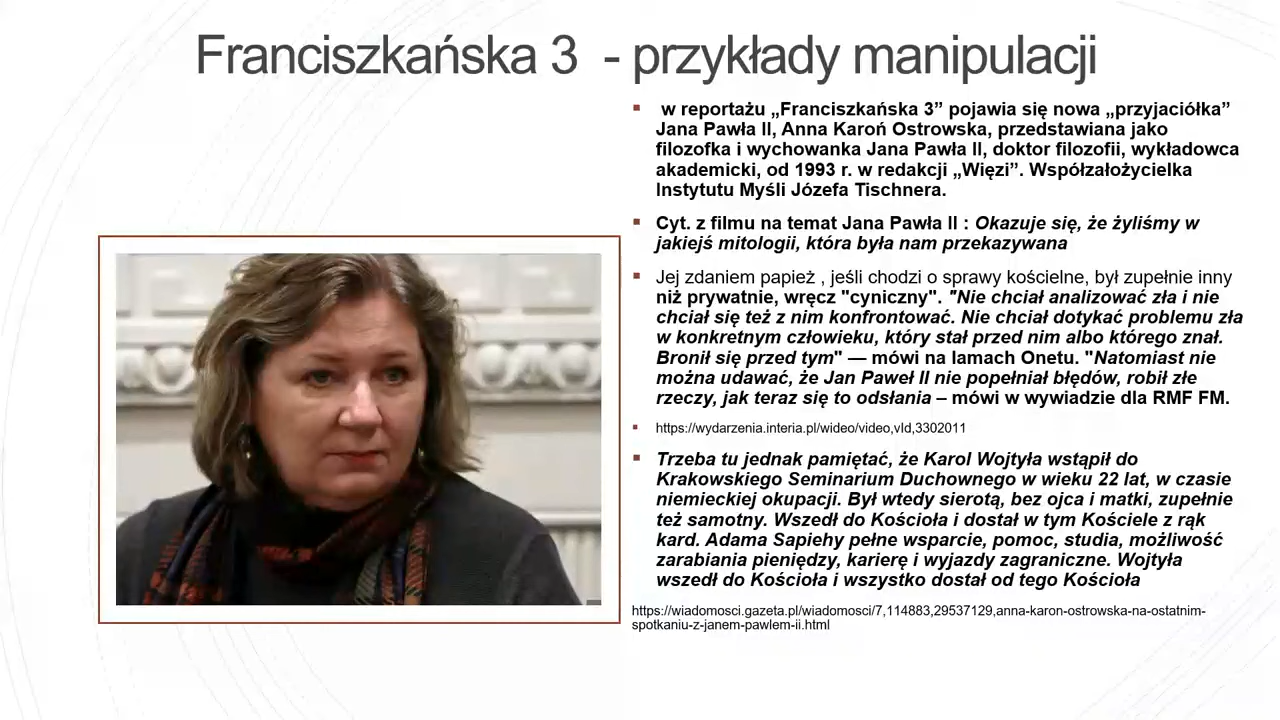 Franciszkańska 3 - przykłady manipulacji
w reportażu „Franciszkańska 3” pojawia się nowa „przyjaciółka”
Jana Pawła II, Anna Karoń Ostrowska, przedstawiana jako
filozofka i wychowanka Jana Pawła II, doktor filozofii, wykładowca
akademicki, od 1993 r. w redakcji „Więzi”. Współzałożycielka
Instytutu Myśli Józefa Tischnera.
Cyt. z filmu na temat Jana Pawła II : Okazuje się, że żyliśmy w
jakiejś mitologii, która była nam przekazywana
Jej zdaniem papież , jeśli chodzi o sprawy kościelne, był zupełnie inny
niż prywatnie, wręcz "cyniczny". "Nie chciał analizować zła i nie
chciał się też z nim konfrontować. Nie chciał dotykać problemu zła
w konkretnym człowieku, który stał przed nim albo którego znał.
Bronił się przed tym" — mówi na łamach Onetu. "Natomiast nie
można udawać, że Jan Paweł II nie popełniał błędów, robił złe
rzeczy, jak teraz się to odsłania – mówi w wywiadzie dla RMF FM.
https://wydarzenia.interia.pl/wideo/video,vId,3302011
Trzeba tu jednak pamiętać, że Karol Wojtyła wstąpił do
Krakowskiego Seminarium Duchownego w wieku 22 lat, w czasie
niemieckiej okupacji. Był wtedy sierotą, bez ojca i matki, zupełnie
też samotny. Wszedł do Kościoła i dostał w tym Kościele z rąk
kard. Adama Sapiehy pełne wsparcie, pomoc, studia, możliwość
zarabiania pieniędzy, karierę i wyjazdy zagraniczne. Wojtyła
wszedł do Kościoła i wszystko dostał od tego Kościoła
https://wiadomosci.gazeta.pl/wiadomosci/7,114883,29537129,anna-karon-ostrowska-na-ostatnim-
spotkaniu-z-janem-pawlem-ii.html